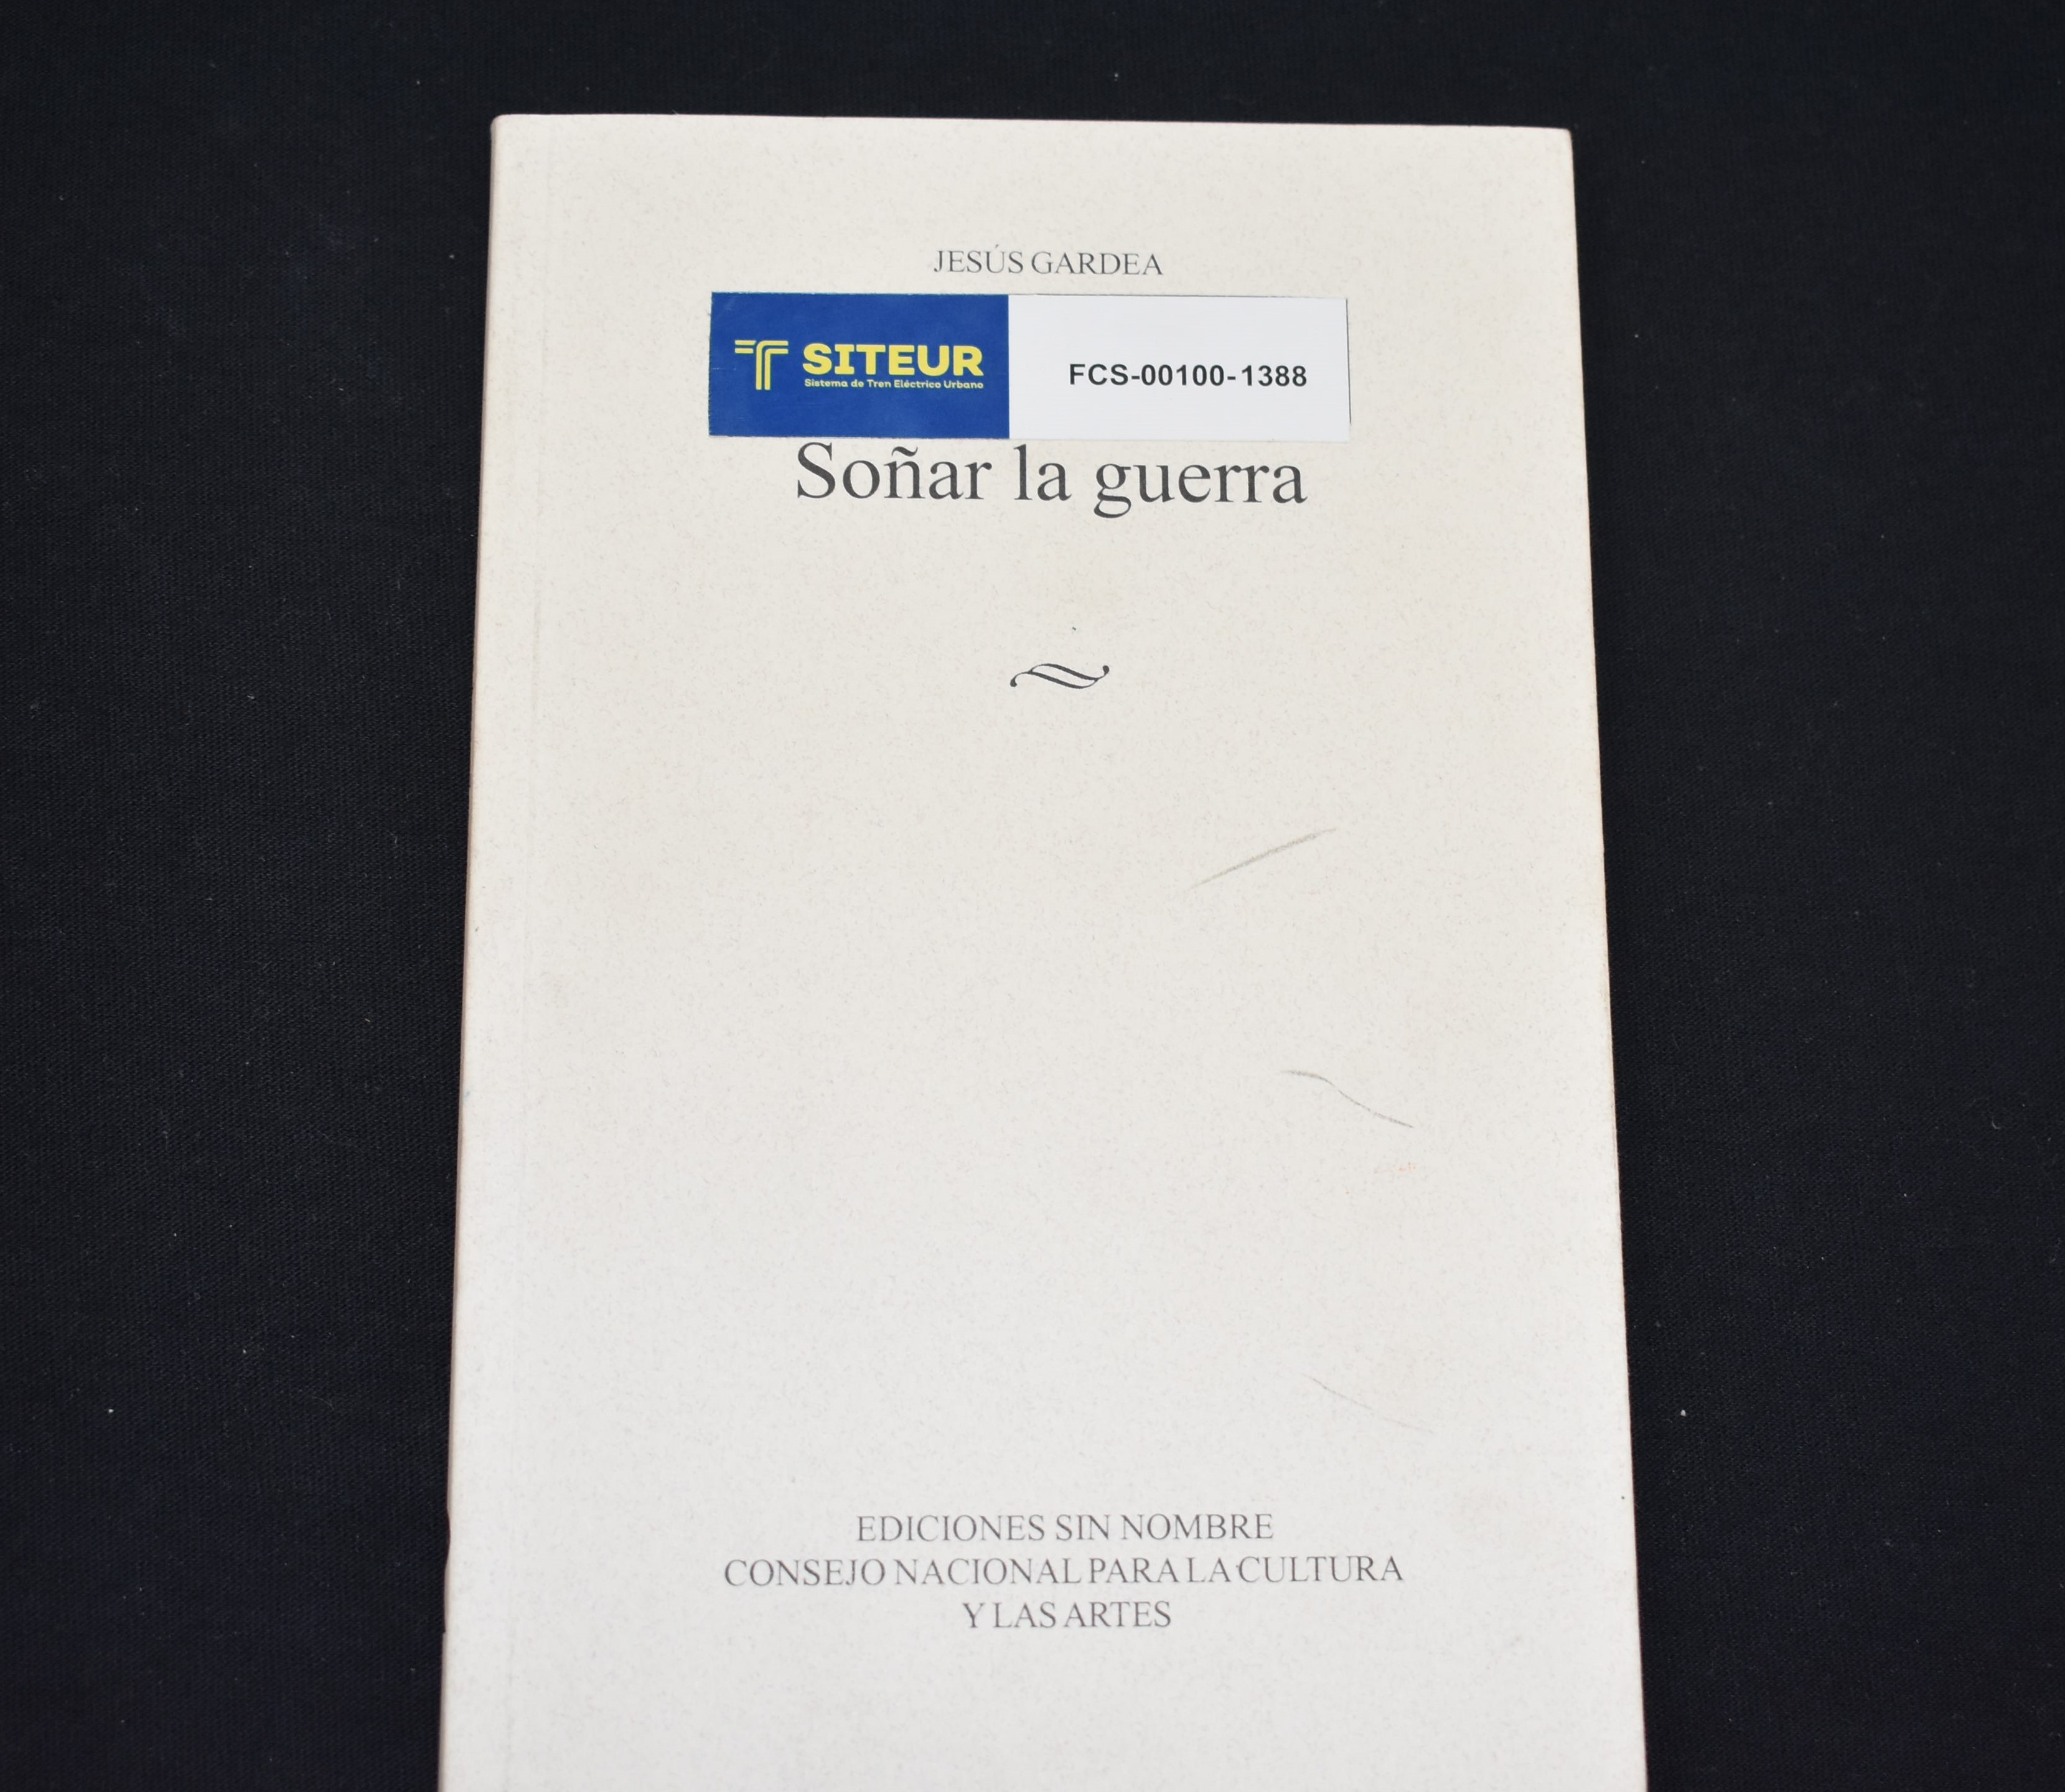 JESÚS GARDEA
SITEUR
Sistema de Tren Eléctrico Urbano
FCS-00100-1388
Soñar la guerra
EDICIONES SIN NOMBRE
CONSEJO NACIONAL PARA LA CULTURA
Y LAS ARTES